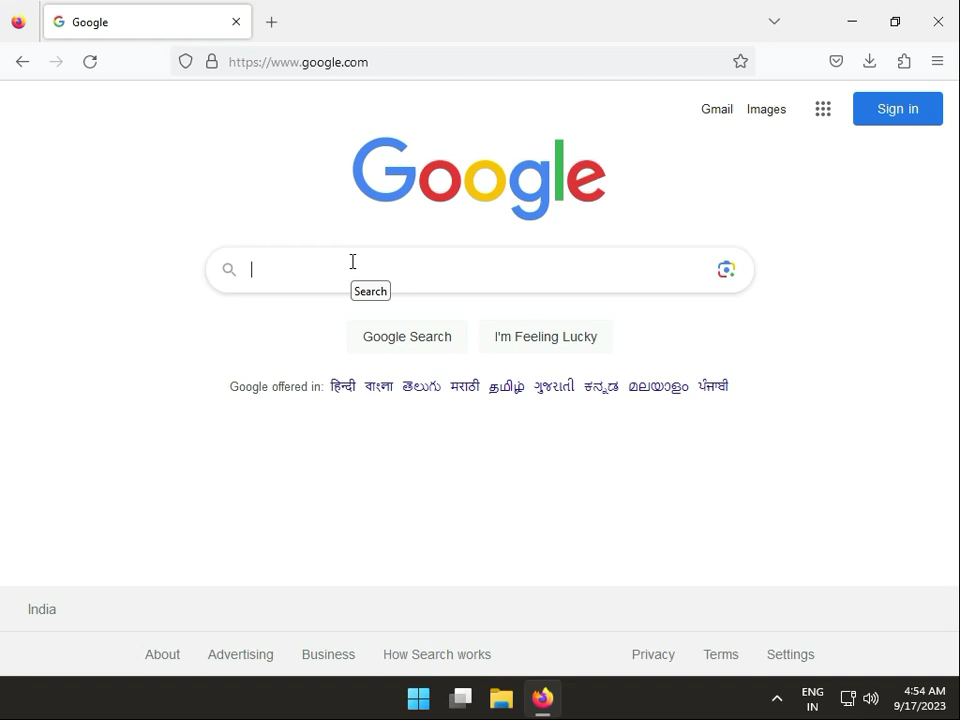 Google
https://www.google.com
Gmail Images Sign in
Google
Search
Google Search I'm Feeling Lucky
Google offered in: हिन्दी বাংলা తెలుగు मराठी தமிழ் ગુજરાતી ಕನ್ನಡ മലയാളം ਪੰਜਾਬੀ
India
About Advertising Business How Search works Privacy Terms Settings
ENG 4:54 AM
IN 9/17/2023